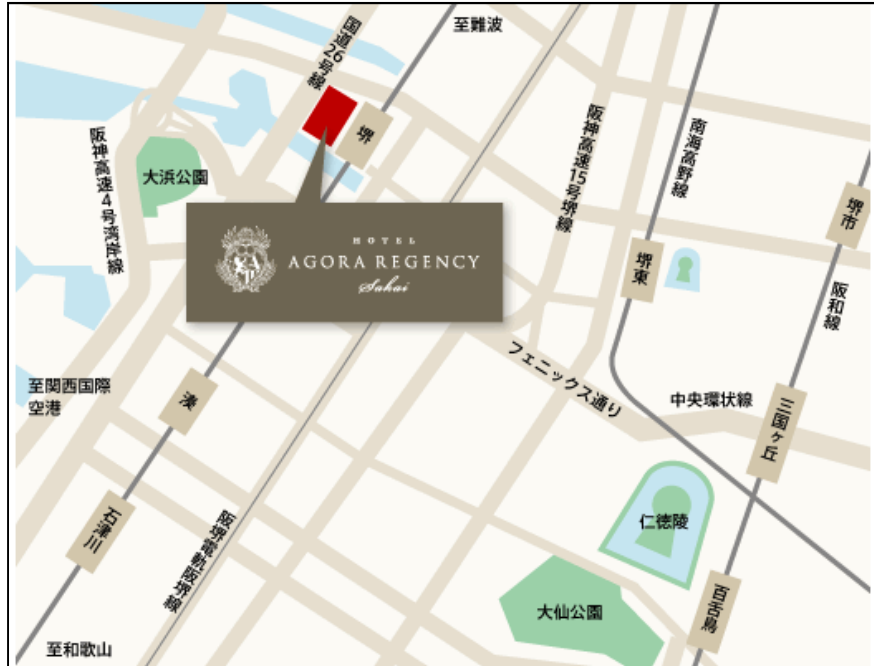 至難波
国道26号線
堺
阪神高速15号堺線
南海高野線
阪神高速4号湾岸線
大浜公園
堺市
HOTEL
AGORA REGENCY
Sakai
堺東
阪和線
フェニックス通り
至関西国際
空港
湊
中央環状線
三国ヶ丘
石津川
阪堺電軌阪堺線
仁徳陵
百舌鳥
大仙公園
至和歌山